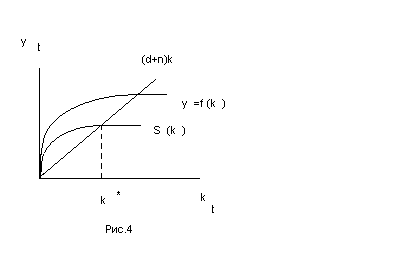 y t
(d+n)k
y =f (k )
S (k )
k *
k t
Рис.4